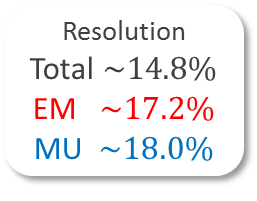 Resolution
Total ~14.8%
EM ~17.2%
MU ~18.0%